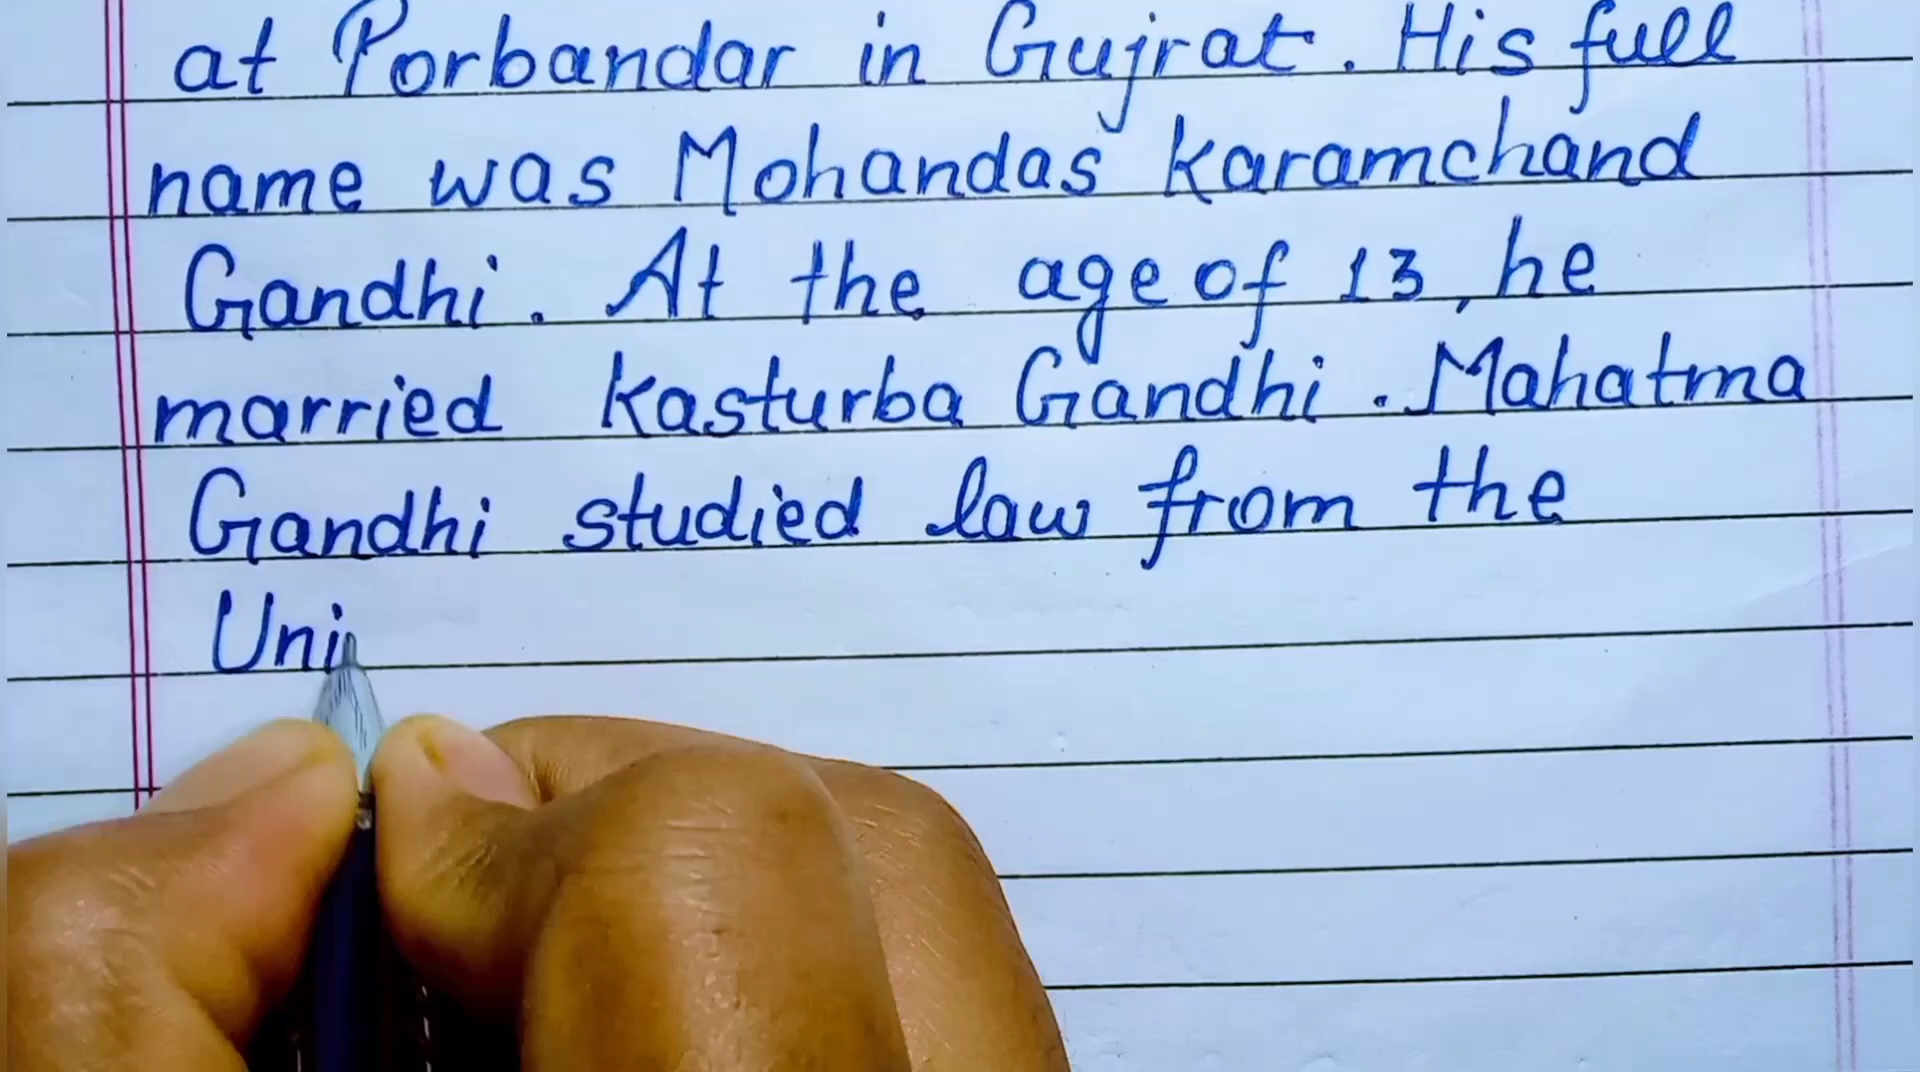 at Porbandar in Gujrat. His full
name was Mohandas Karamchand
Gandhi. At the age of 13, he
married Kasturba Gandhi. Mahatma
Gandhi studied law from the
Uni